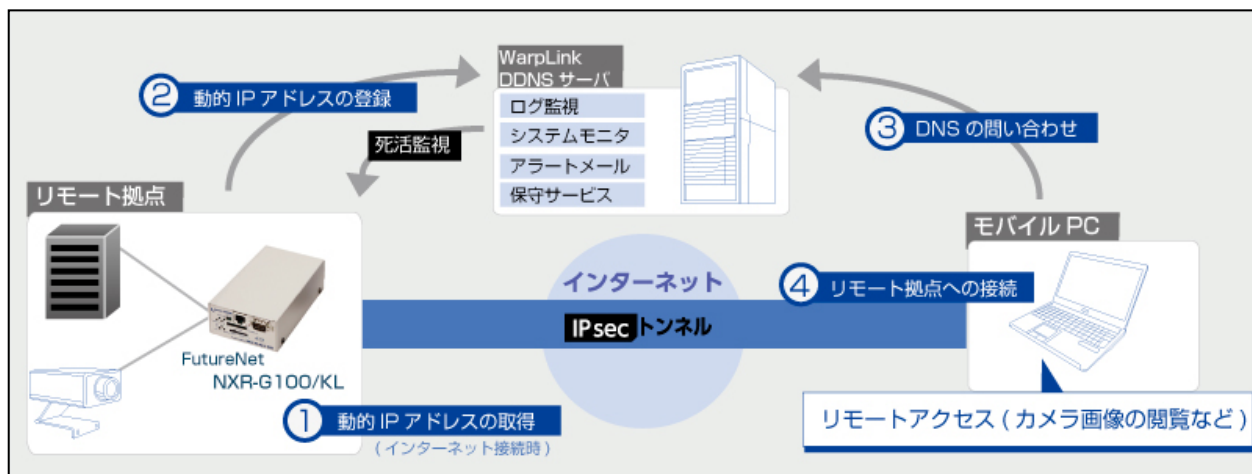 WarpLink
DDNS サーバ
ログ監視
システムモニタ
アラートメール
保守サービス
② 動的 IP アドレスの登録
死活監視
③ DNS の問い合わせ
リモート拠点
FutureNet
NXR-G100/KL
① 動的 IP アドレスの取得
( インターネット接続時 )
インターネット
IPsec トンネル
④ リモート拠点への接続
モバイル PC
リモートアクセス ( カメラ画像の閲覧など )